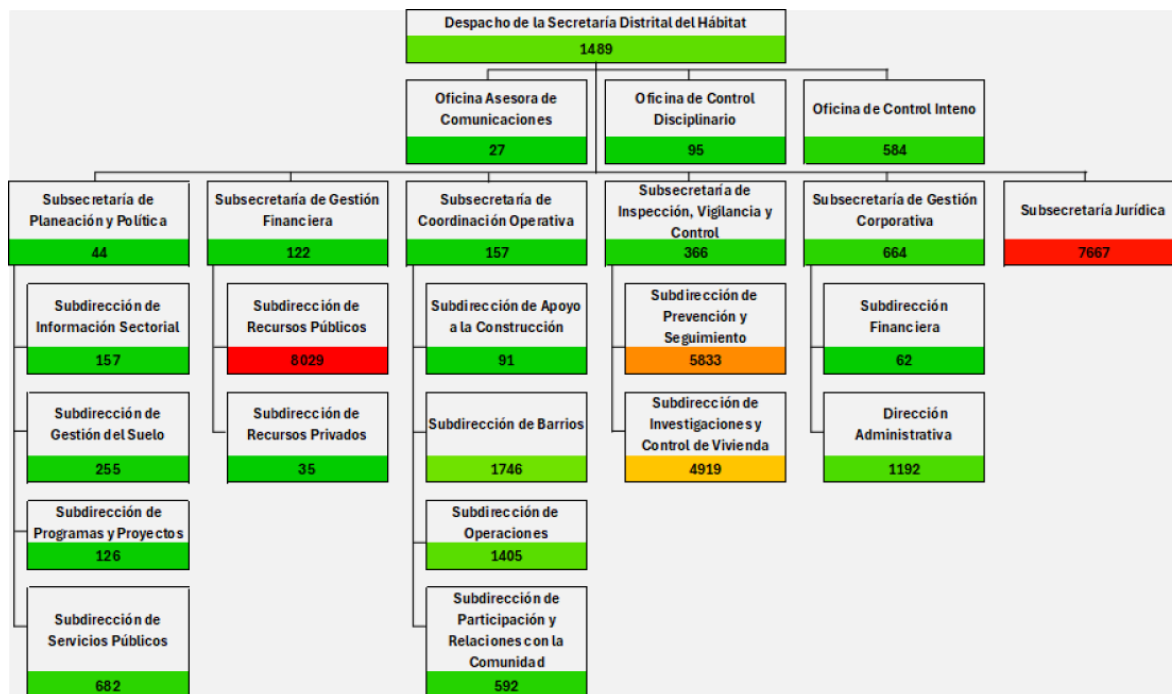 Despacho de la Secretaría Distrital del Hábitat
1489
Oficina Asesora de
Comunicaciones
27
Oficina de Control
Disciplinario
95
Oficina de Control Inteno
584
Subsecretaría de
Planeación y Política
44
Subsecretaría de Gestión
Financiera
122
Subsecretaría de
Coordinación Operativa
157
Subsecretaría de
Inspección, Vigilancia y
Control
366
Subsecretaría de Gestión
Corporativa
664
Subsecretaría Jurídica
7667
Subdirección de
Información Sectorial
157
Subdirección de
Recursos Públicos
8029
Subdirección de Apoyo
a la Construcción
91
Subdirección de
Prevención y
Seguimiento
5833
Subdirección
Financiera
62
Subdirección de
Gestión del Suelo
255
Subdirección de
Recursos Privados
35
Subdirección de Barrios
1746
Subdirección de
Investigaciones y
Control de Vivienda
4919
Dirección
Administrativa
1192
Subdirección de
Programas y Proyectos
126
Subdirección de
Operaciones
1405
Subdirección de
Servicios Públicos
682
Subdirección de
Participación y
Relaciones con la
Comunidad
592